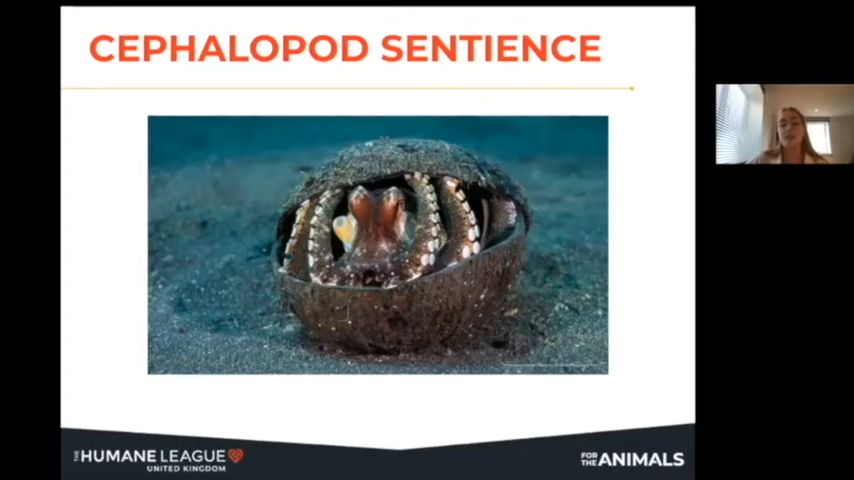 CEPHALOPOD SENTIENCE
THE HUMANE LEAGUE
UNITED KINGDOM
FOR THE ANIMALS